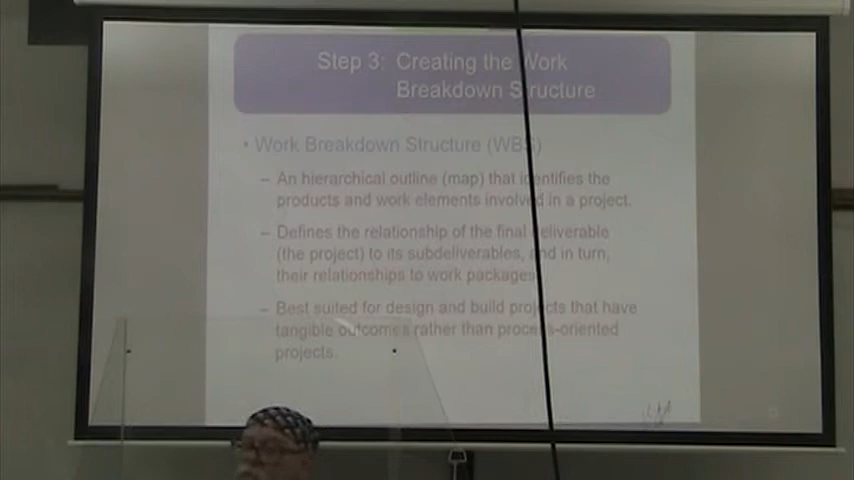 Step 3: Creating the Work
Breakdown Structure
• Work Breakdown Structure (WBS)
– An hierarchical outline (map) that identifies the
products and work elements involved in a project.
– Defines the relationship of the final deliverable
(the project) to its subdeliverables, and in turn,
their relationships to work packages.
– Best suited for design and build projects that have
tangible outcomes rather than process-oriented
projects.